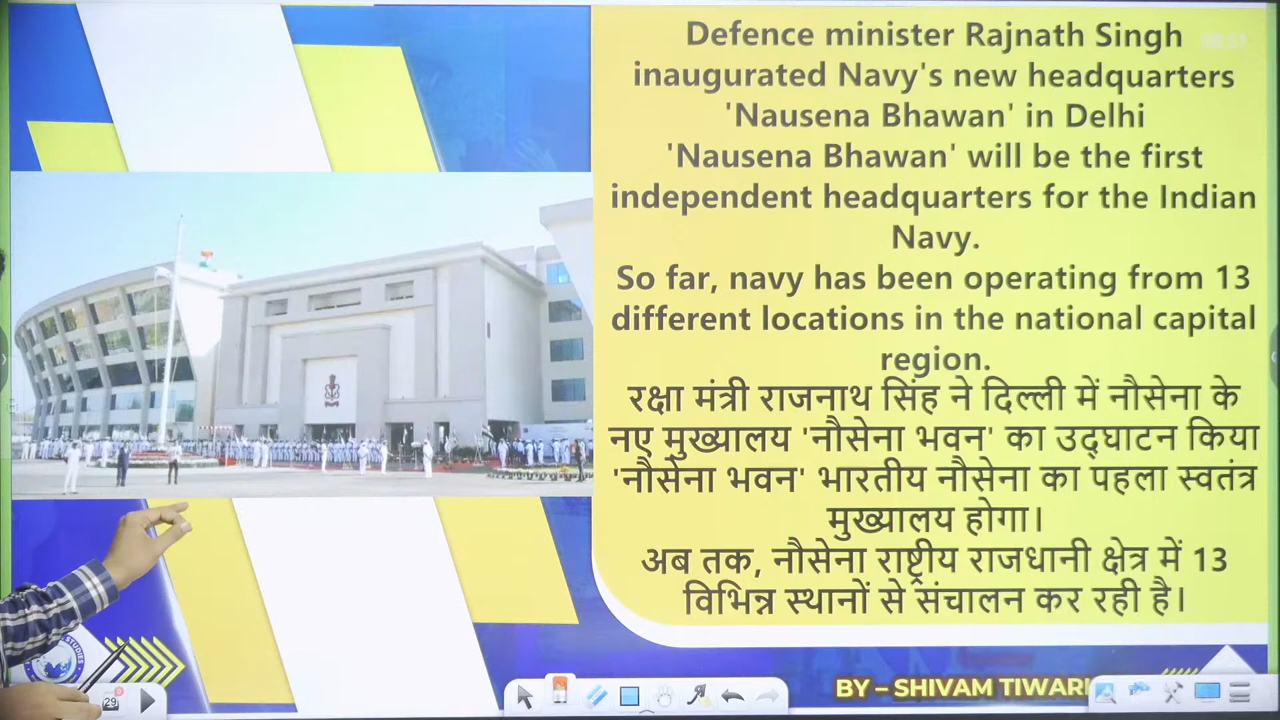 Defence minister Rajnath Singh
inaugurated Navy's new headquarters
'Nausena Bhawan' in Delhi
'Nausena Bhawan' will be the first
independent headquarters for the Indian
Navy.
So far, navy has been operating from 13
different locations in the national capital
region.
रक्षा मंत्री राजनाथ सिंह ने दिल्ली में नौसेना के
नए मुख्यालय 'नौसेना भवन' का उद्घाटन किया
'नौसेना भवन' भारतीय नौसेना का पहला स्वतंत्र
मुख्यालय होगा।
अब तक, नौसेना राष्ट्रीय राजधानी क्षेत्र में 13
विभिन्न स्थानों से संचालन कर रही है।
29
BY – SHIVAM TIWARI